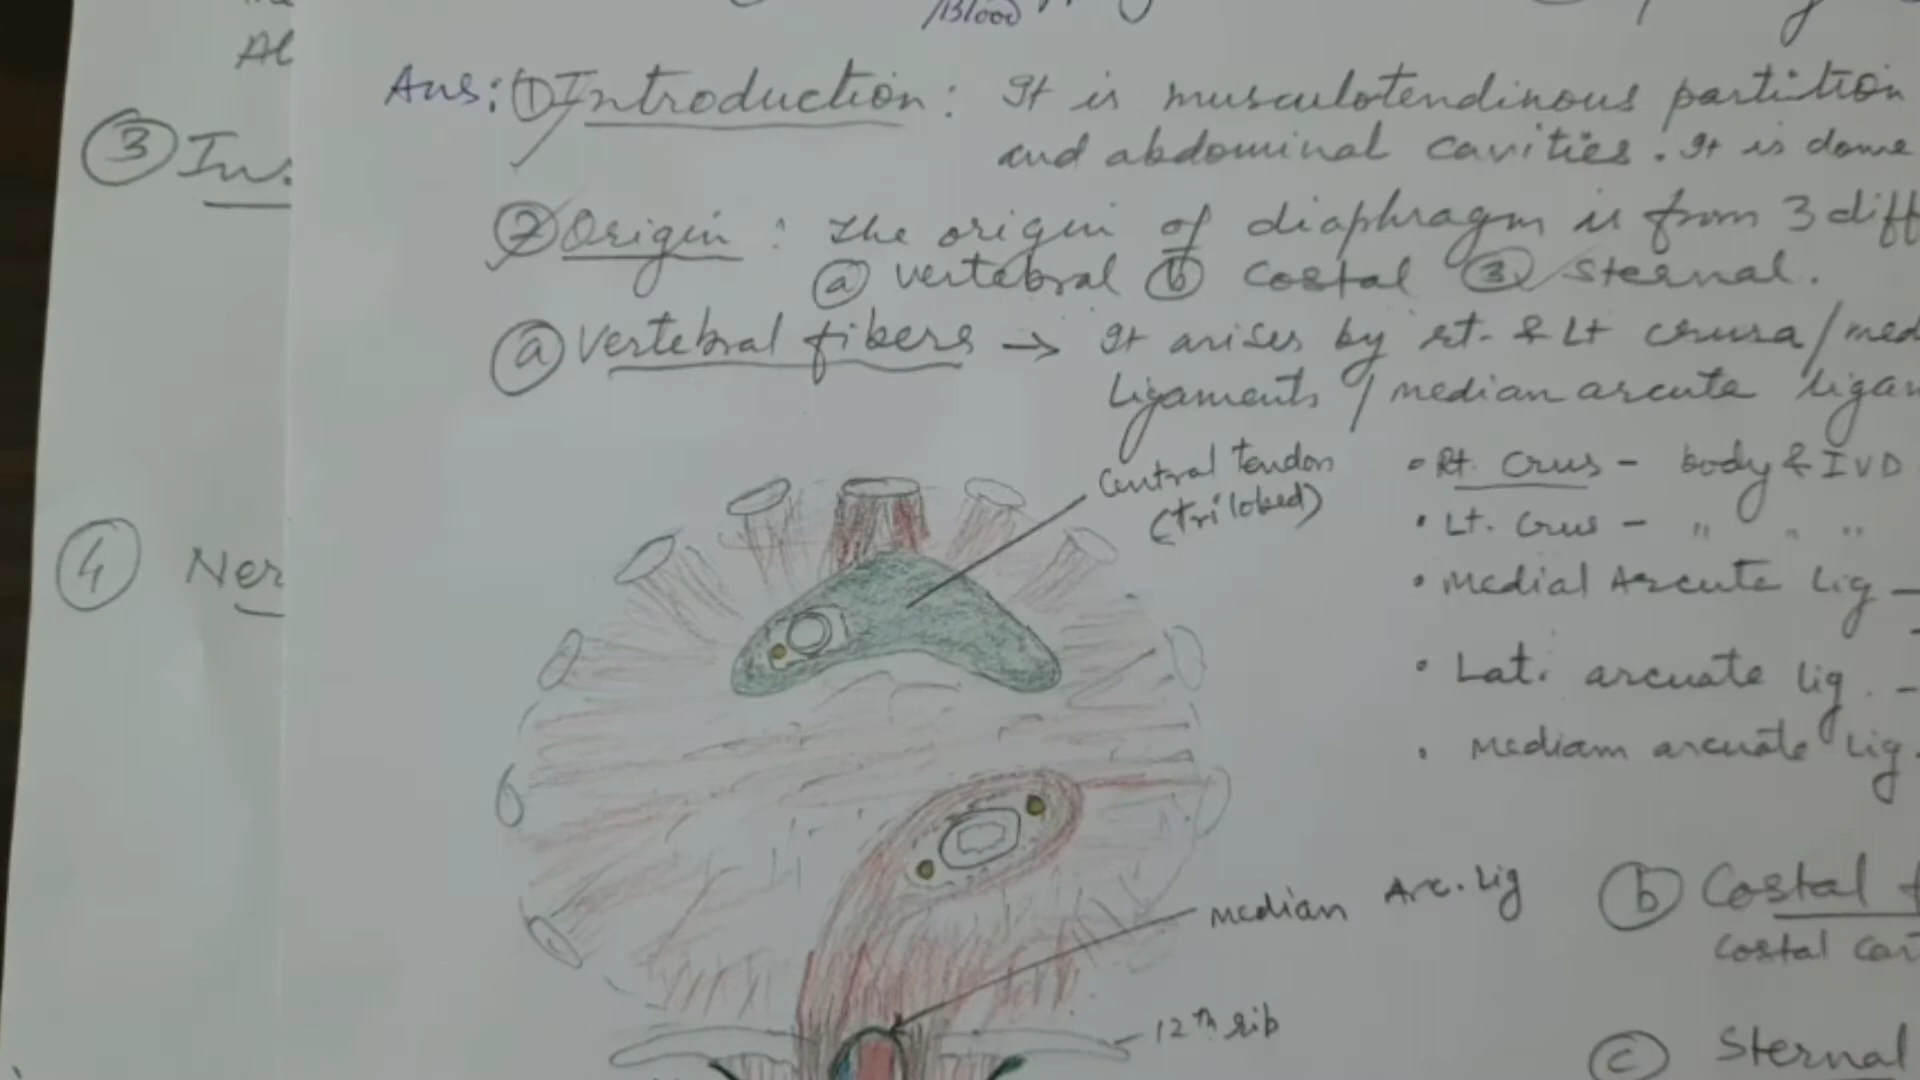 Al
③ In.
④ Ner
/Blood
Ans: ① Introduction : It is musculotendinous partition
and abdominal cavities. It is dome
② Origin : The origin of diaphragm is from 3 diff
ⓐ vertebral ⓑ Costal ③ Sternal.
ⓐ Vertebral fibers → It arises by rt. & Lt crura/med
Ligaments / median arcute ligam
Central tendon
(trilobed)
• Rt. Crus - body & IVD
• Lt. Crus - " " "
• Medial Arcute Lig -
• Lat. arcuate lig. -
• Mediam arcuate Lig.
median Arc. Lig
12th rib
ⓑ Costal f
costal car
ⓒ Sternal